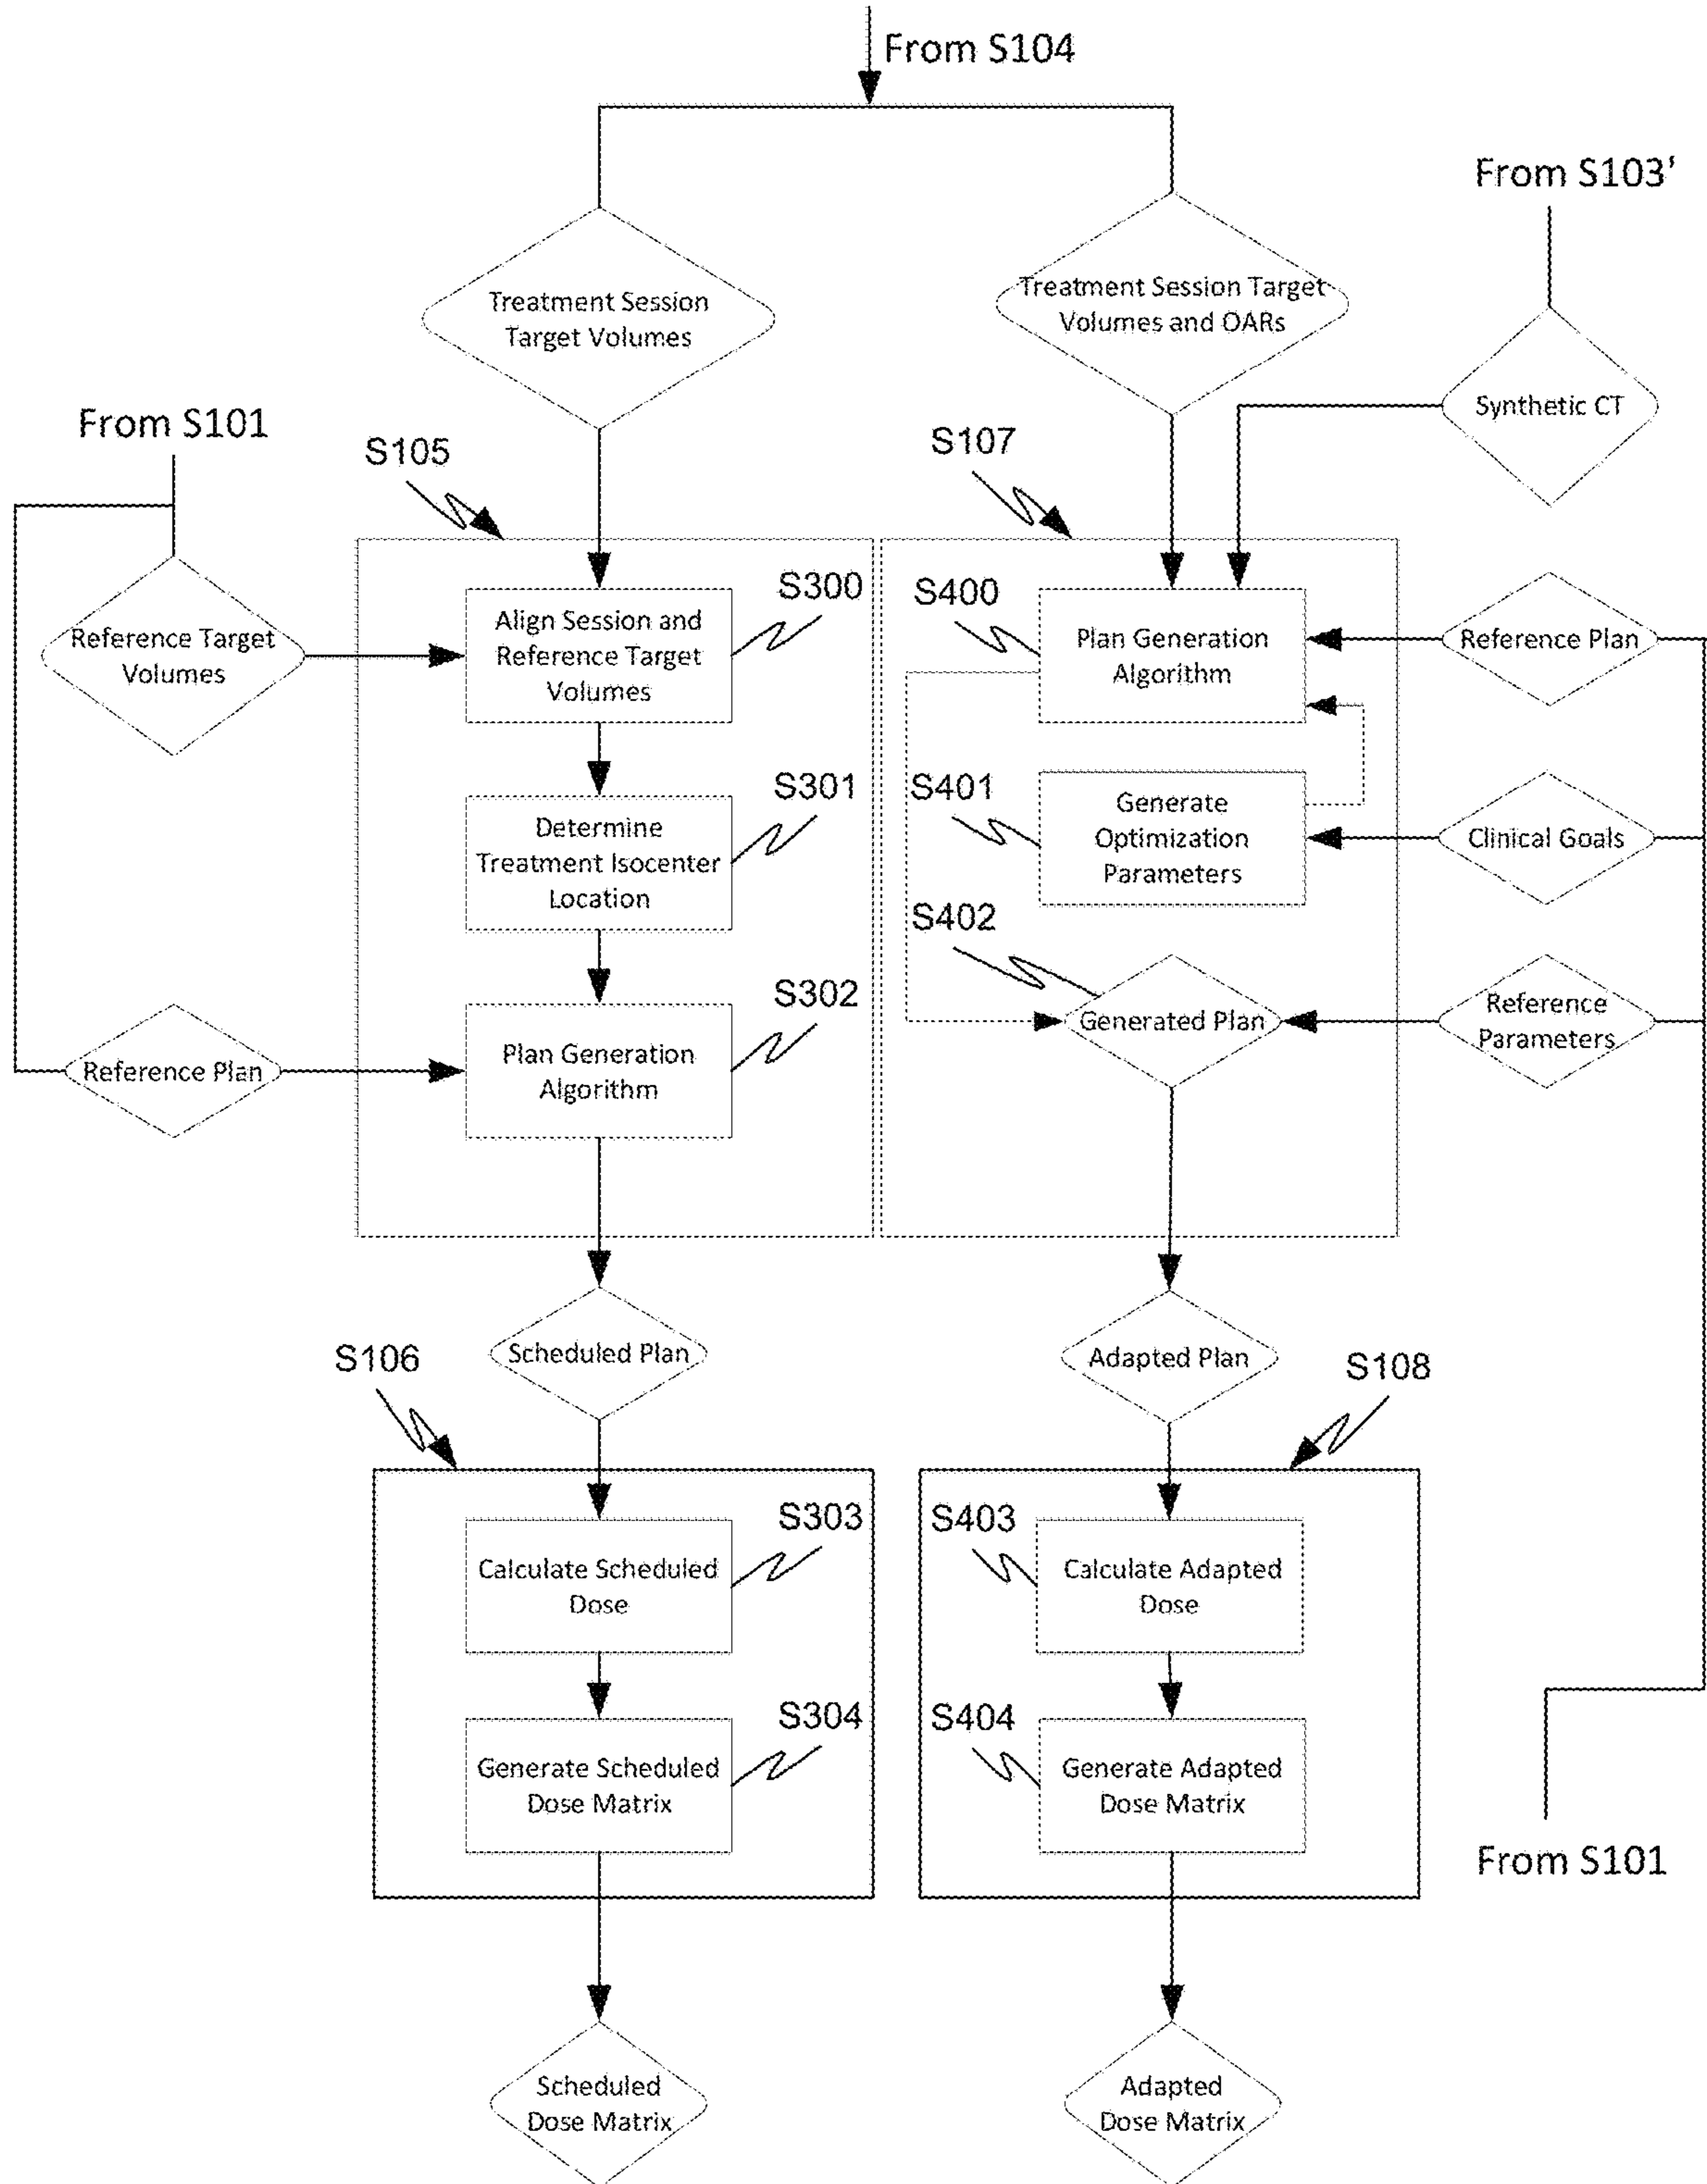 From S104
From S103'
Treatment Session
Target Volumes
Treatment Session Target
Volumes and OARs
Synthetic CT
From S101
S105
S107
Reference Target
Volumes
Align Session and
Reference Target
Volumes
S300
S400
Plan Generation
Algorithm
Reference Plan
Determine
Treatment Isocenter
Location
S301
S401
Generate
Optimization
Parameters
Clinical Goals
S402
Reference Plan
Plan Generation
Algorithm
S302
Generated Plan
Reference
Parameters
Scheduled Plan
Adapted Plan
S106
S108
Calculate Scheduled
Dose
S303
S403
Calculate Adapted
Dose
Generate Scheduled
Dose Matrix
S304
S404
Generate Adapted
Dose Matrix
From S101
Scheduled
Dose Matrix
Adapted
Dose Matrix